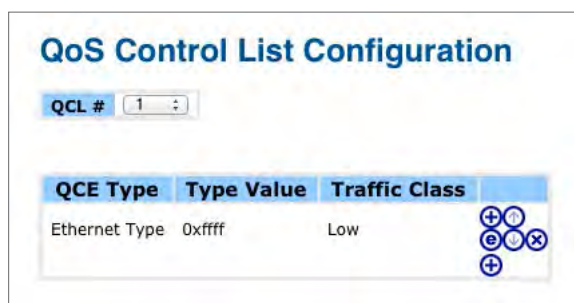 QoS Control List Configuration
QCL # 1
QCE Type Type Value Traffic Class
Ethernet Type 0xffff Low